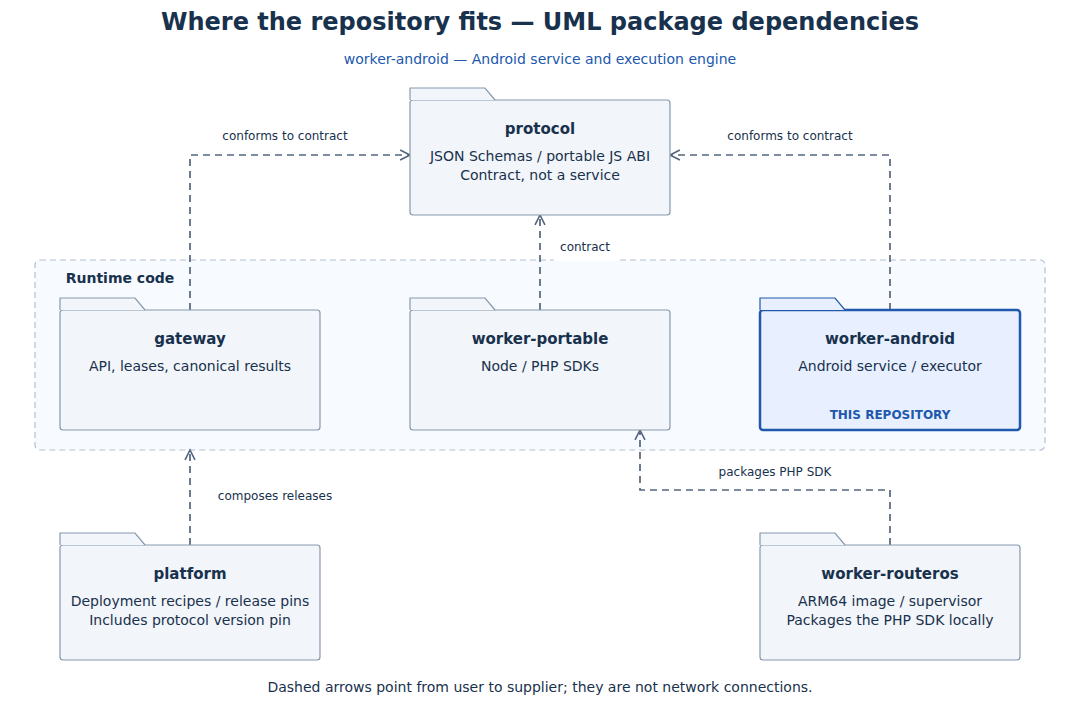 Where the repository fits — UML package dependencies
worker-android — Android service and execution engine
protocol
JSON Schemas / portable JS ABI
Contract, not a service
conforms to contract
conforms to contract
contract
Runtime code
gateway
API, leases, canonical results
worker-portable
Node / PHP SDKs
worker-android
Android service / executor
THIS REPOSITORY
composes releases
packages PHP SDK
platform
Deployment recipes / release pins
Includes protocol version pin
worker-routeros
ARM64 image / supervisor
Packages the PHP SDK locally
Dashed arrows point from user to supplier; they are not network connections.